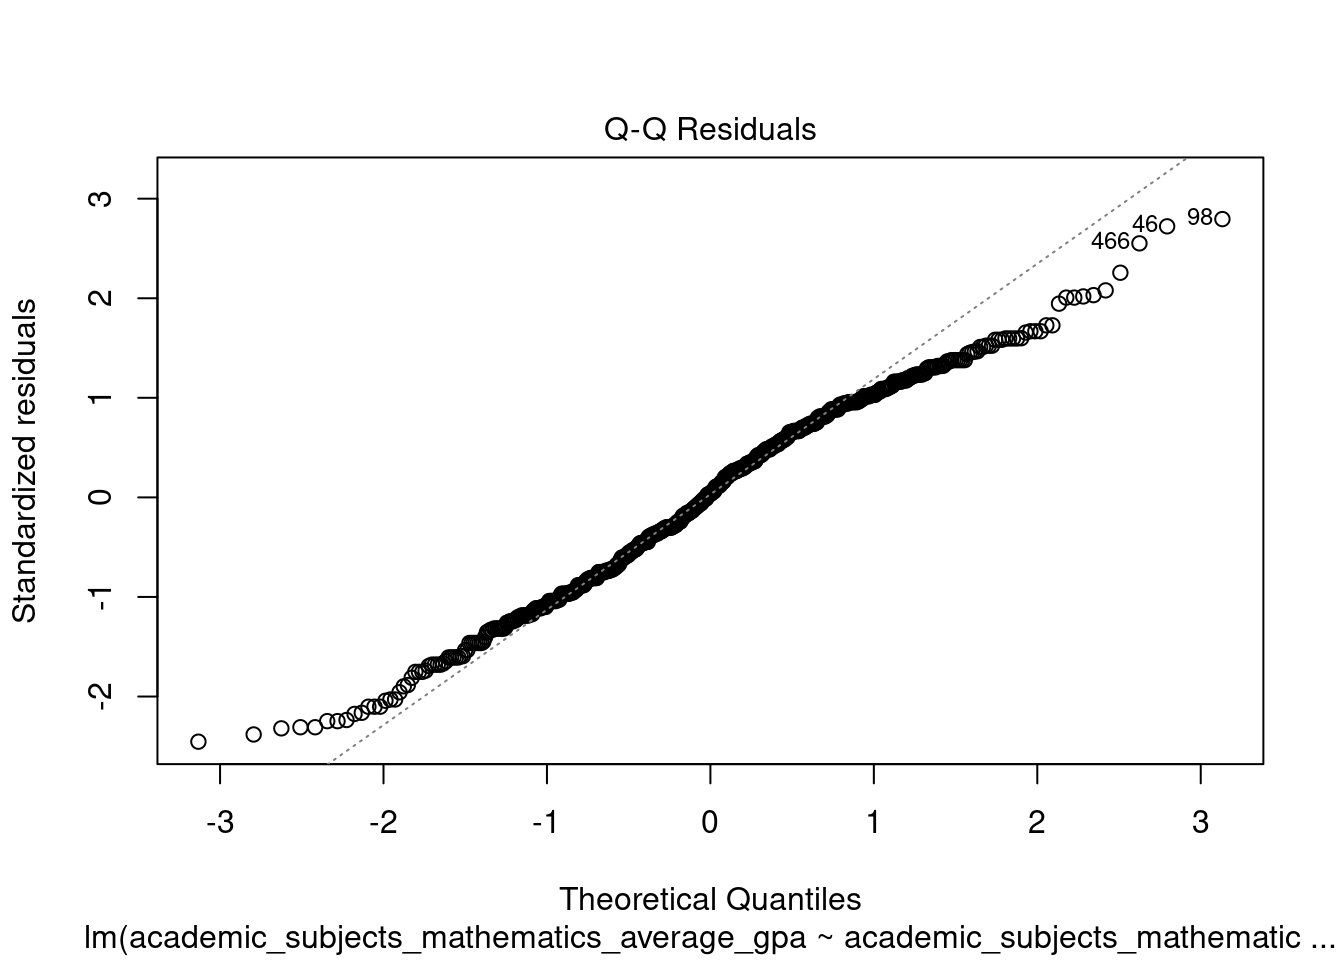 Q-Q Residuals
Standardized residuals
3
2
1
0
-1
-2
466
46
98
-3 -2 -1 0 1 2 3
Theoretical Quantiles
lm(academic_subjects_mathematics_average_gpa ~ academic_subjects_mathematic ...